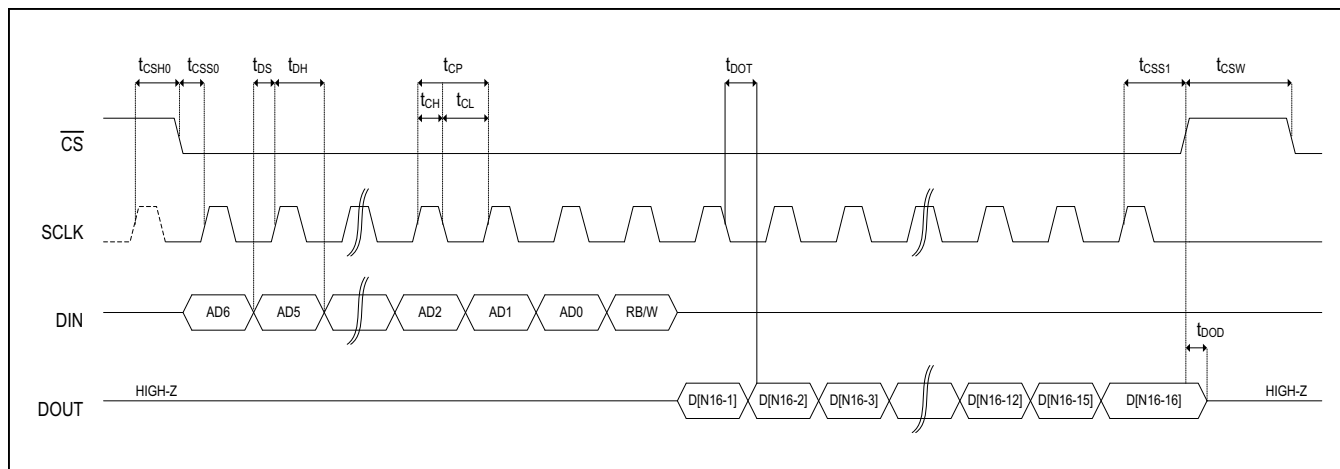 tCSH0 tCSS0 tDS tDH tCP tDOT tCSS1 tCSW
tCH tCL
CS
SCLK
DIN AD6 AD5 AD2 AD1 AD0 RB/W
tDOD
DOUT HIGH-Z D[N16-1] D[N16-2] D[N16-3] D[N16-12] D[N16-15] D[N16-16] HIGH-Z